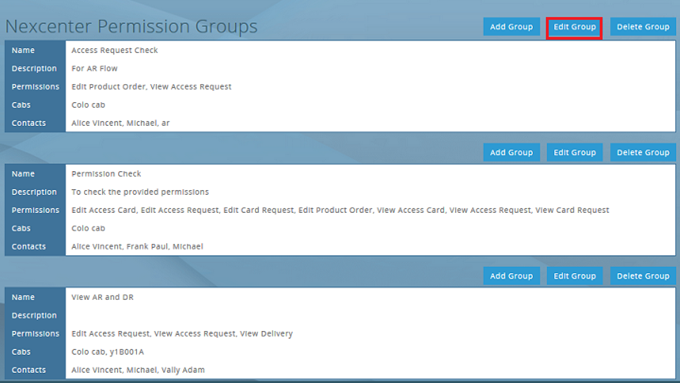 Nexcenter Permission Groups Add Group Edit Group Delete Group
Name Access Request Check
Description For AR Flow
Permissions Edit Product Order, View Access Request
Cabs Colo cab
Contacts Alice Vincent, Michael, ar
Add Group Edit Group Delete Group
Name Permission Check
Description To check the provided permissions
Permissions Edit Access Card, Edit Access Request, Edit Card Request, Edit Product Order, View Access Card, View Access Request, View Card Request
Cabs Colo cab
Contacts Alice Vincent, Frank Paul, Michael
Add Group Edit Group Delete Group
Name View AR and DR
Description
Permissions Edit Access Request, View Access Request, View Delivery
Cabs Colo cab, y1B001A
Contacts Alice Vincent, Michael, Vally Adam